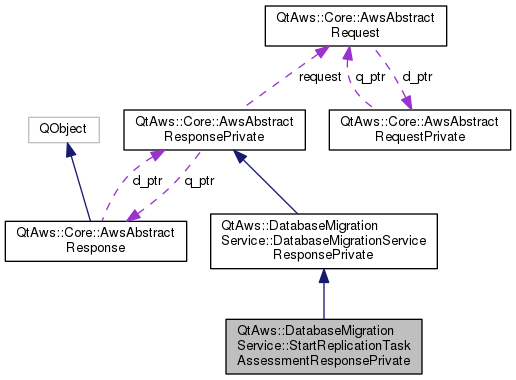 QtAws::Core::AwsAbstract
Request
request
q_ptr
d_ptr
QObject
QtAws::Core::AwsAbstract
ResponsePrivate
QtAws::Core::AwsAbstract
RequestPrivate
d_ptr
q_ptr
QtAws::Core::AwsAbstract
Response
QtAws::DatabaseMigration
Service::DatabaseMigrationService
ResponsePrivate
QtAws::DatabaseMigration
Service::StartReplicationTask
AssessmentResponsePrivate